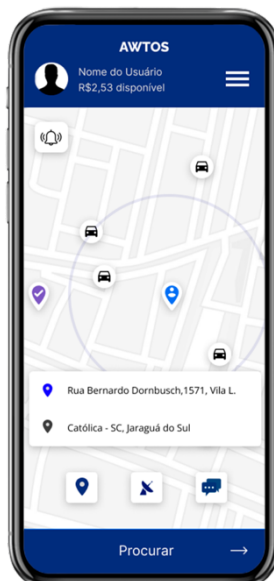 AWTOS
Nome do Usuário
R$2,53 disponível
Rua Bernardo Dornbusch,1571, Vila L.
Católica - SC, Jaraguá do Sul
Procurar